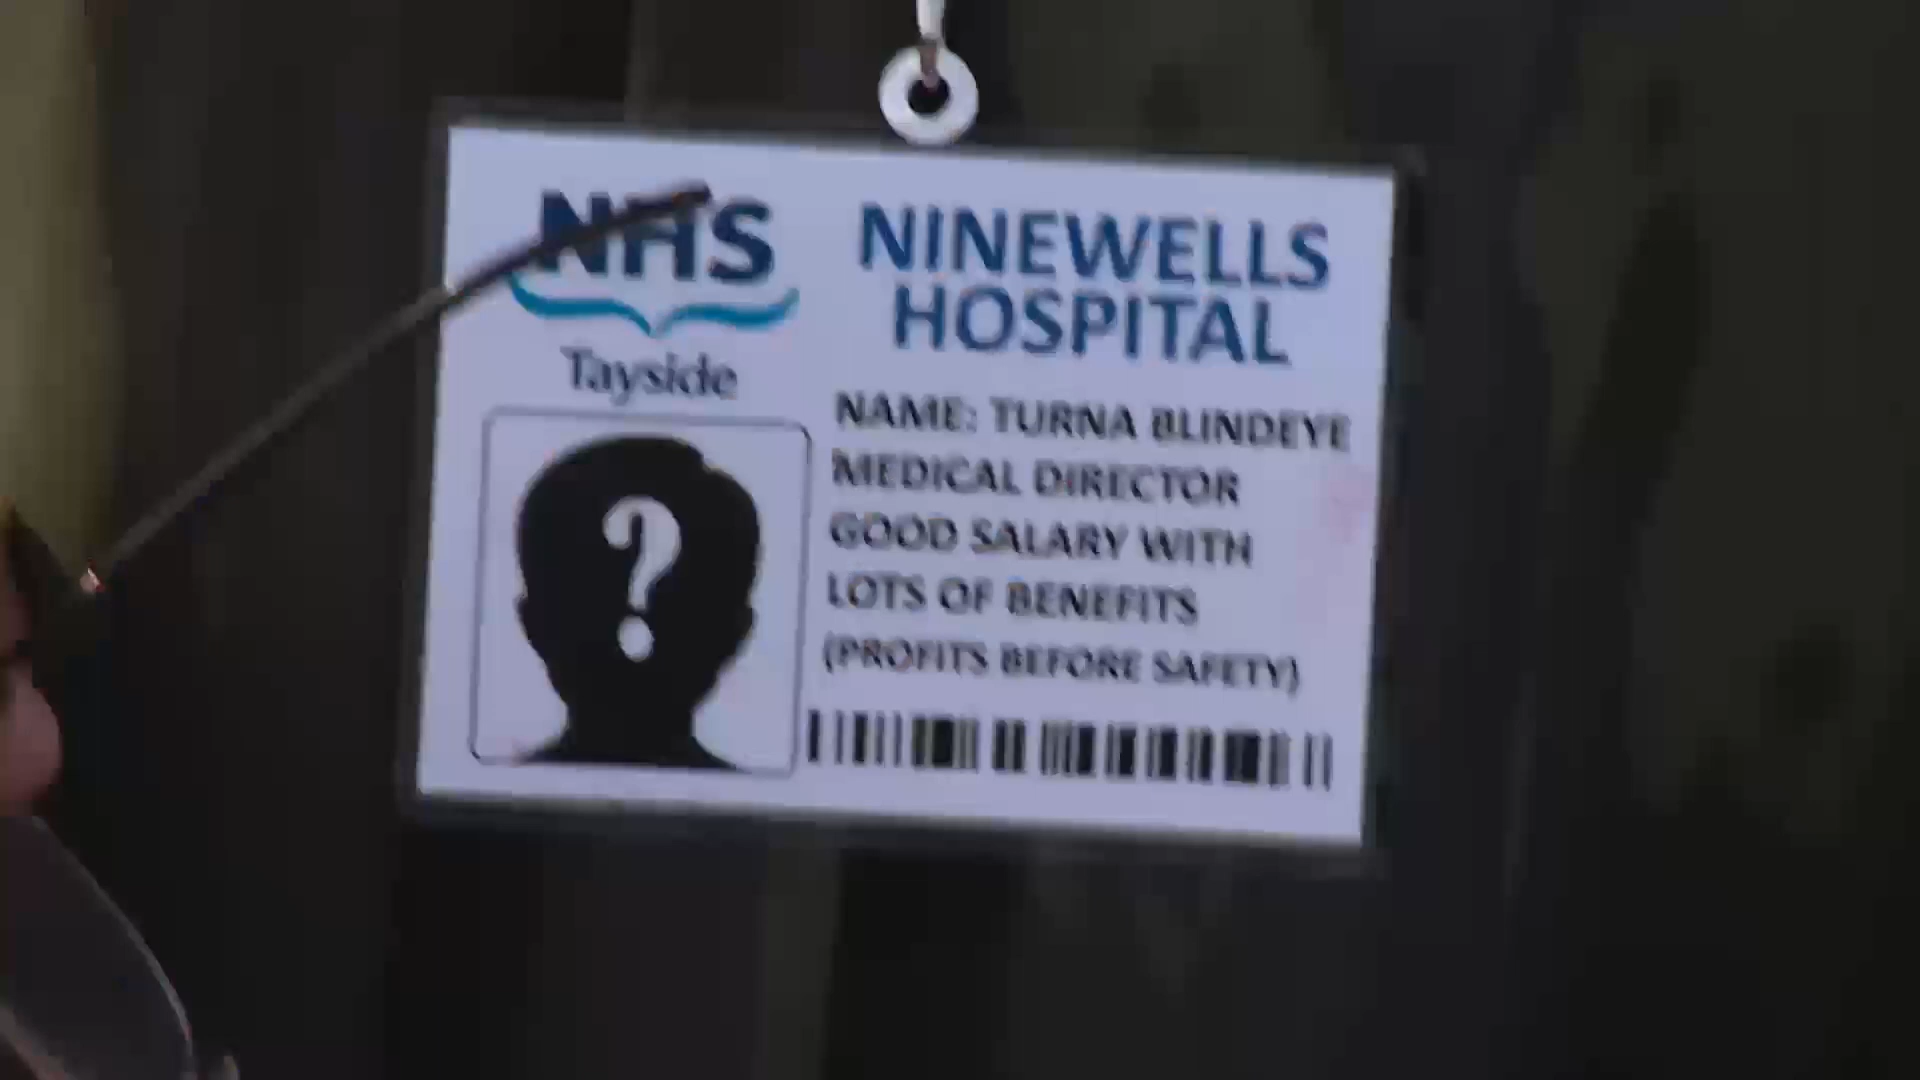 NHS
Tayside
NINEWELLS
HOSPITAL
NAME: TURNA BLINDEYE
MEDICAL DIRECTOR
GOOD SALARY WITH
LOTS OF BENEFITS
(PROFITS BEFORE SAFETY)
?